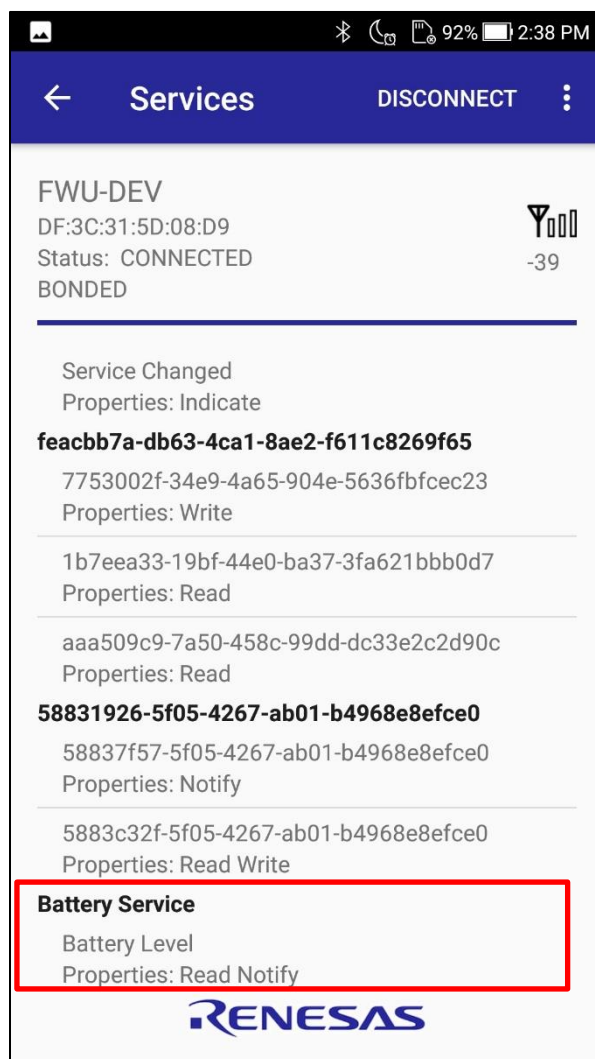 92% 2:38 PM
Services DISCONNECT
FWU-DEV
DF:3C:31:5D:08:D9
Status: CONNECTED
-39
BONDED
Service Changed
Properties: Indicate
feacbb7a-db63-4ca1-8ae2-f611c8269f65
7753002f-34e9-4a65-904e-5636fbfcec23
Properties: Write
1b7eea33-19bf-44e0-ba37-3fa621bbb0d7
Properties: Read
aaa509c9-7a50-458c-99dd-dc33e2c2d90c
Properties: Read
58831926-5f05-4267-ab01-b4968e8efce0
58837f57-5f05-4267-ab01-b4968e8efce0
Properties: Notify
5883c32f-5f05-4267-ab01-b4968e8efce0
Properties: Read Write
Battery Service
Battery Level
Properties: Read Notify
RENESAS